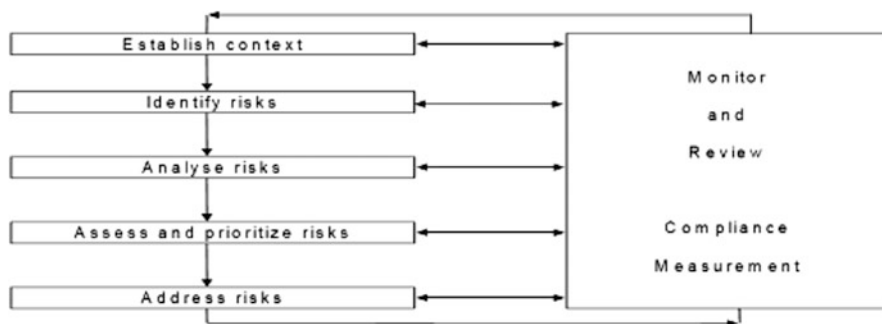 Establish context
Identify risks
Analyse risks
Assess and prioritize risks
Address risks
Monitor
and
Review
Compliance
Measurement